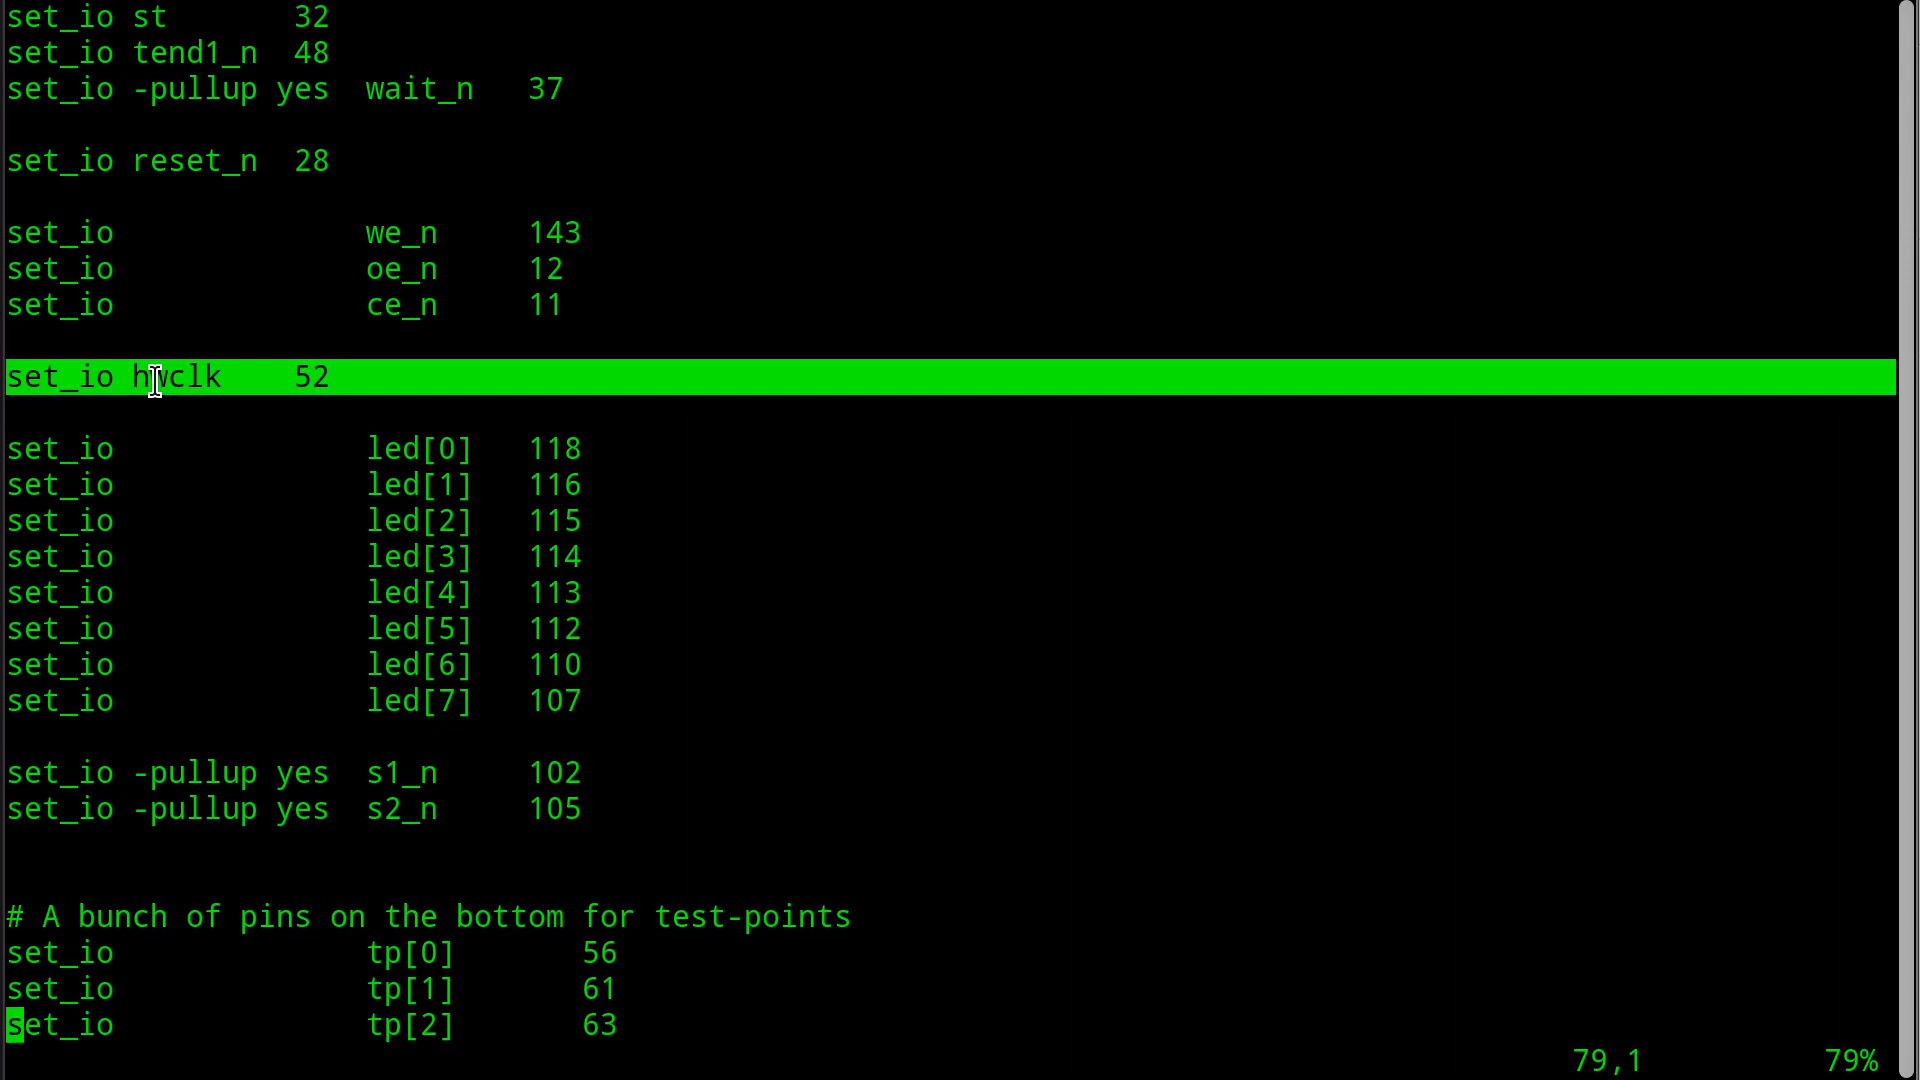 set_io st       32
set_io tend1_n  48
set_io -pullup yes  wait_n   37
set_io reset_n  28
set_io              we_n     143
set_io              oe_n     12
set_io              ce_n     11
set_io hwclk    52
set_io              led[0]   118
set_io              led[1]   116
set_io              led[2]   115
set_io              led[3]   114
set_io              led[4]   113
set_io              led[5]   112
set_io              led[6]   110
set_io              led[7]   107
set_io -pullup yes  s1_n     102
set_io -pullup yes  s2_n     105
# A bunch of pins on the bottom for test-points
set_io              tp[0]       56
set_io              tp[1]       61
set_io              tp[2]       63
79,1          79%